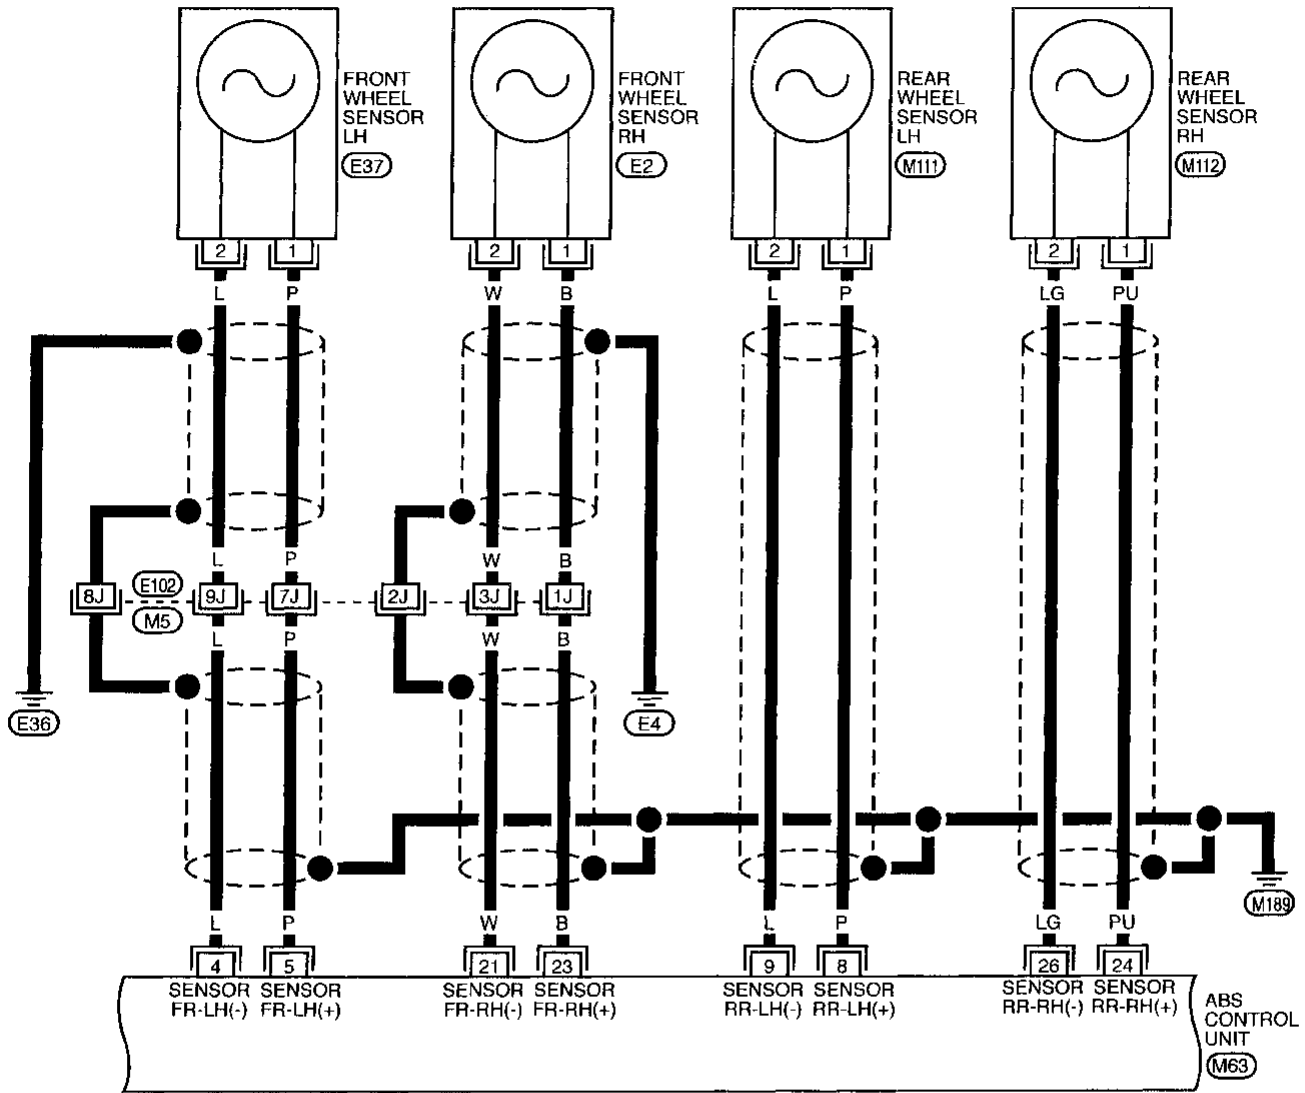 FRONT
WHEEL
SENSOR
LH
E37
FRONT
WHEEL
SENSOR
RH
E2
REAR
WHEEL
SENSOR
LH
M111
REAR
WHEEL
SENSOR
RH
M112
2 1 2 1 2 1 2 1
L P W B L P LG PU
L P W B
8J E102 9J 7J 2J 3J 1J
M5
L P W B
E36 E4
M189
L P W B L P LG PU
4 5 21 23 9 8 26 24
SENSOR
FR-LH(-)
SENSOR
FR-LH(+)
SENSOR
FR-RH(-)
SENSOR
FR-RH(+)
SENSOR
RR-LH(-)
SENSOR
RR-LH(+)
SENSOR
RR-RH(-)
SENSOR
RR-RH(+)
ABS
CONTROL
UNIT
M63